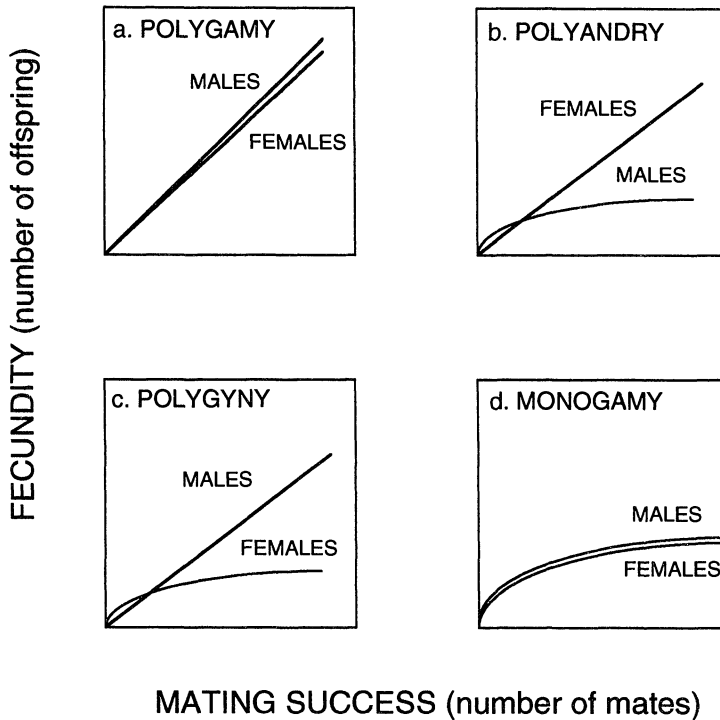 a. POLYGAMY
MALES
FEMALES
b. POLYANDRY
FEMALES
MALES
c. POLYGYNY
MALES
FEMALES
d. MONOGAMY
MALES
FEMALES
FECUNDITY (number of offspring)
MATING SUCCESS (number of mates)